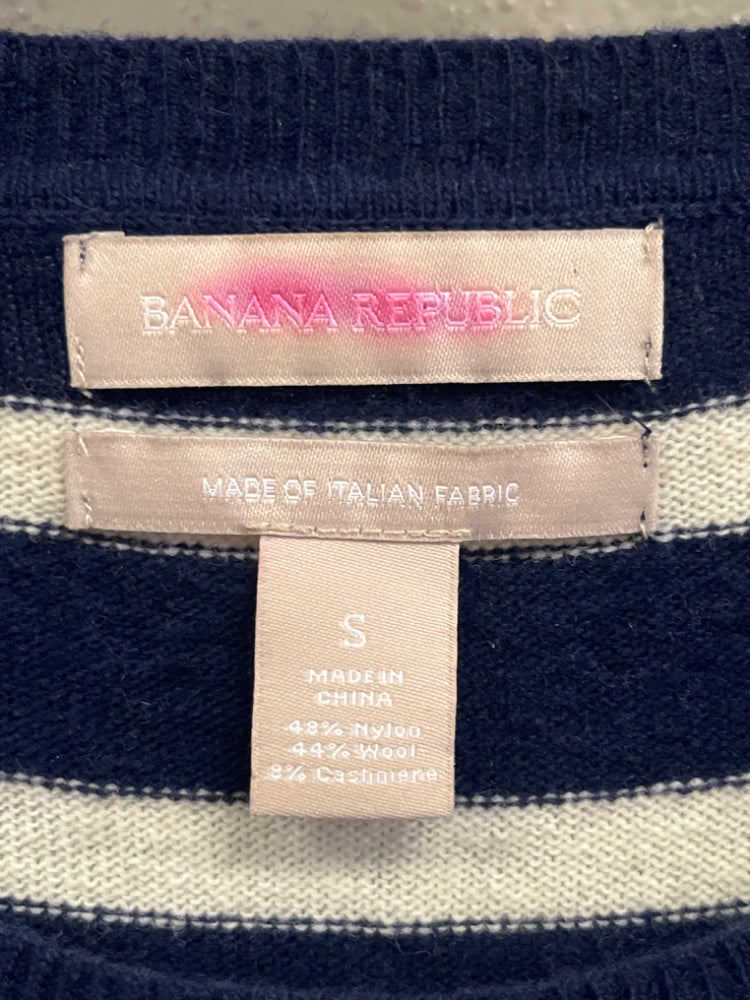 BANANA REPUBLIC
MADE OF ITALIAN FABRIC
S
MADE IN
CHINA
48% Nylon
44% Wool
8% Cashmere